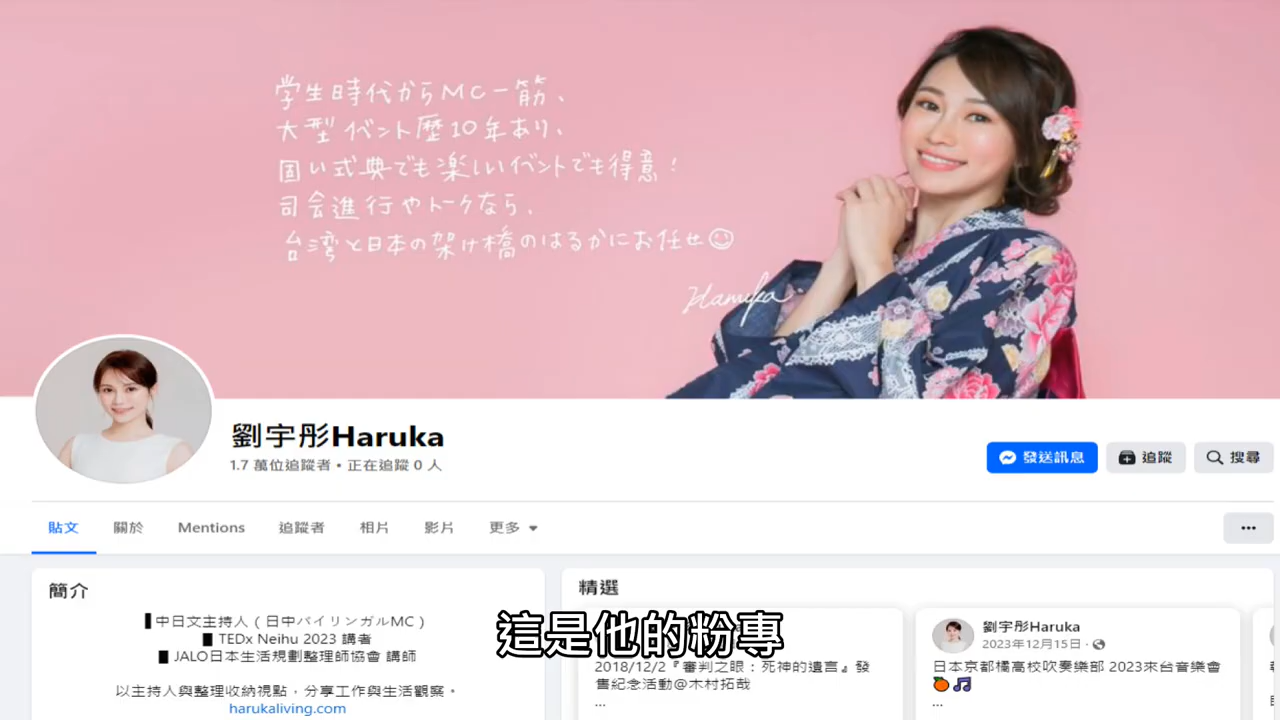 学生時代からMC一筋、
大型イベント歴10年あり、
固い式典でも楽しいイベントでも得意！
司会進行やトークなら、
台湾と日本の架け橋のはるかにお任せ☺
Haruka
劉宇彤Haruka
1.7 萬位追蹤者 • 正在追蹤 0 人
發送訊息
追蹤
搜尋
貼文
關於
Mentions
追蹤者
相片
影片
更多
簡介
▌中日文主持人 ( 日中バイリンガルMC )
█ TEDx Neihu 2023 講者
█ JALO日本生活規劃整理師協會 講師
以主持人與整理收納視點，分享工作與生活觀察。
harukaliving.com
精選
2018/12/2『審判之眼：死神的遺言』發
售紀念活動@木村拓哉
...
劉宇彤Haruka
2023年12月15日 ·
日本京都橘高校吹奏樂部 2023來台音樂會
🍊🎵
...
這是他的粉專